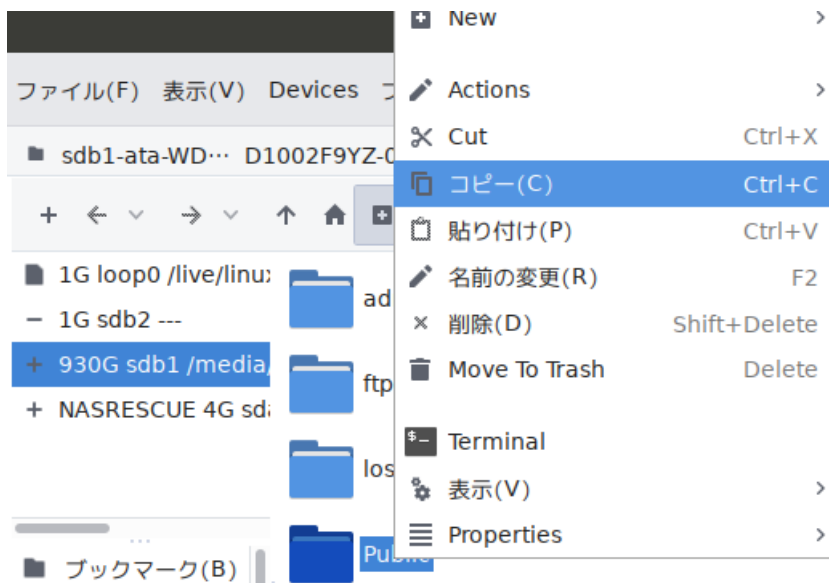 ファイル(F) 表示(V) Devices
sdb1-ata-WD… D1002F9YZ-0
1G loop0 /live/linux
1G sdb2 ---
930G sdb1 /media/
NASRESCUE 4G sda
ブックマーク(B)
ad
ftp
los
Public
New
Actions
Cut Ctrl+X
コピー(C) Ctrl+C
貼り付け(P) Ctrl+V
名前の変更(R) F2
削除(D) Shift+Delete
Move To Trash Delete
$_ Terminal
表示(V)
Properties